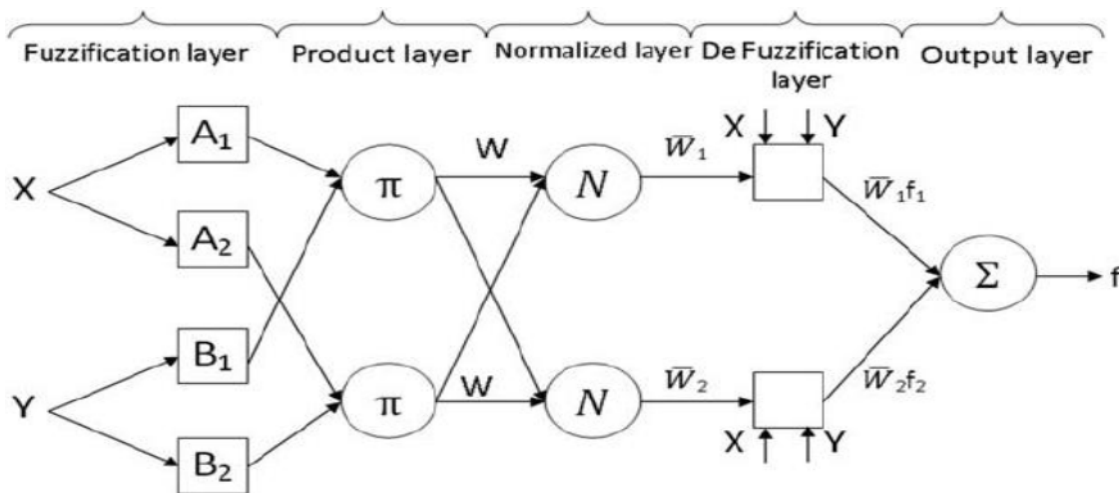 Fuzzification layer Product layer Normalized layer De Fuzzification layer Output layer
X Y
A₁ W W̅₁
π N W̅₁f₁
X
A₂
Σ f
B₁
W W̅₂ W̅₂f₂
Y π N
B₂ X Y